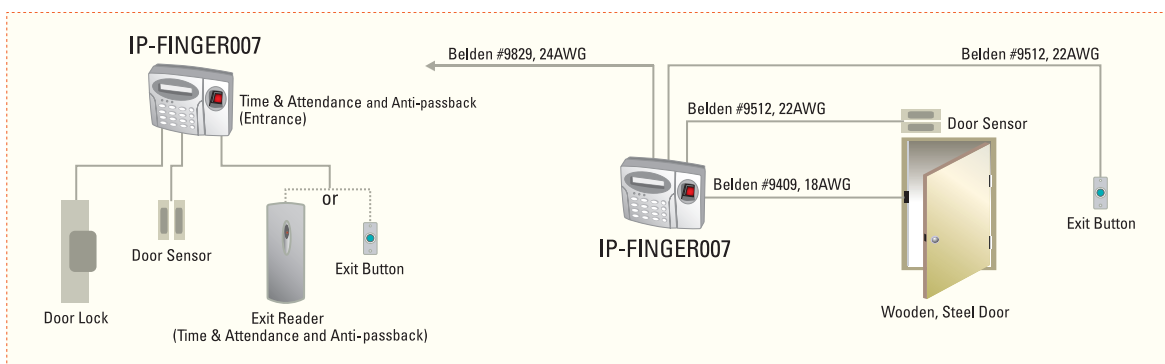 IP-FINGER007
Time & Attendance and Anti-passback
(Entrance)
or
Door Lock
Door Sensor
Exit Reader
(Time & Attendance and Anti-passback)
Exit Button
Belden #9829, 24AWG
Belden #9512, 22AWG
Belden #9512, 22AWG
Door Sensor
Belden #9409, 18AWG
IP-FINGER007
Exit Button
Wooden, Steel Door